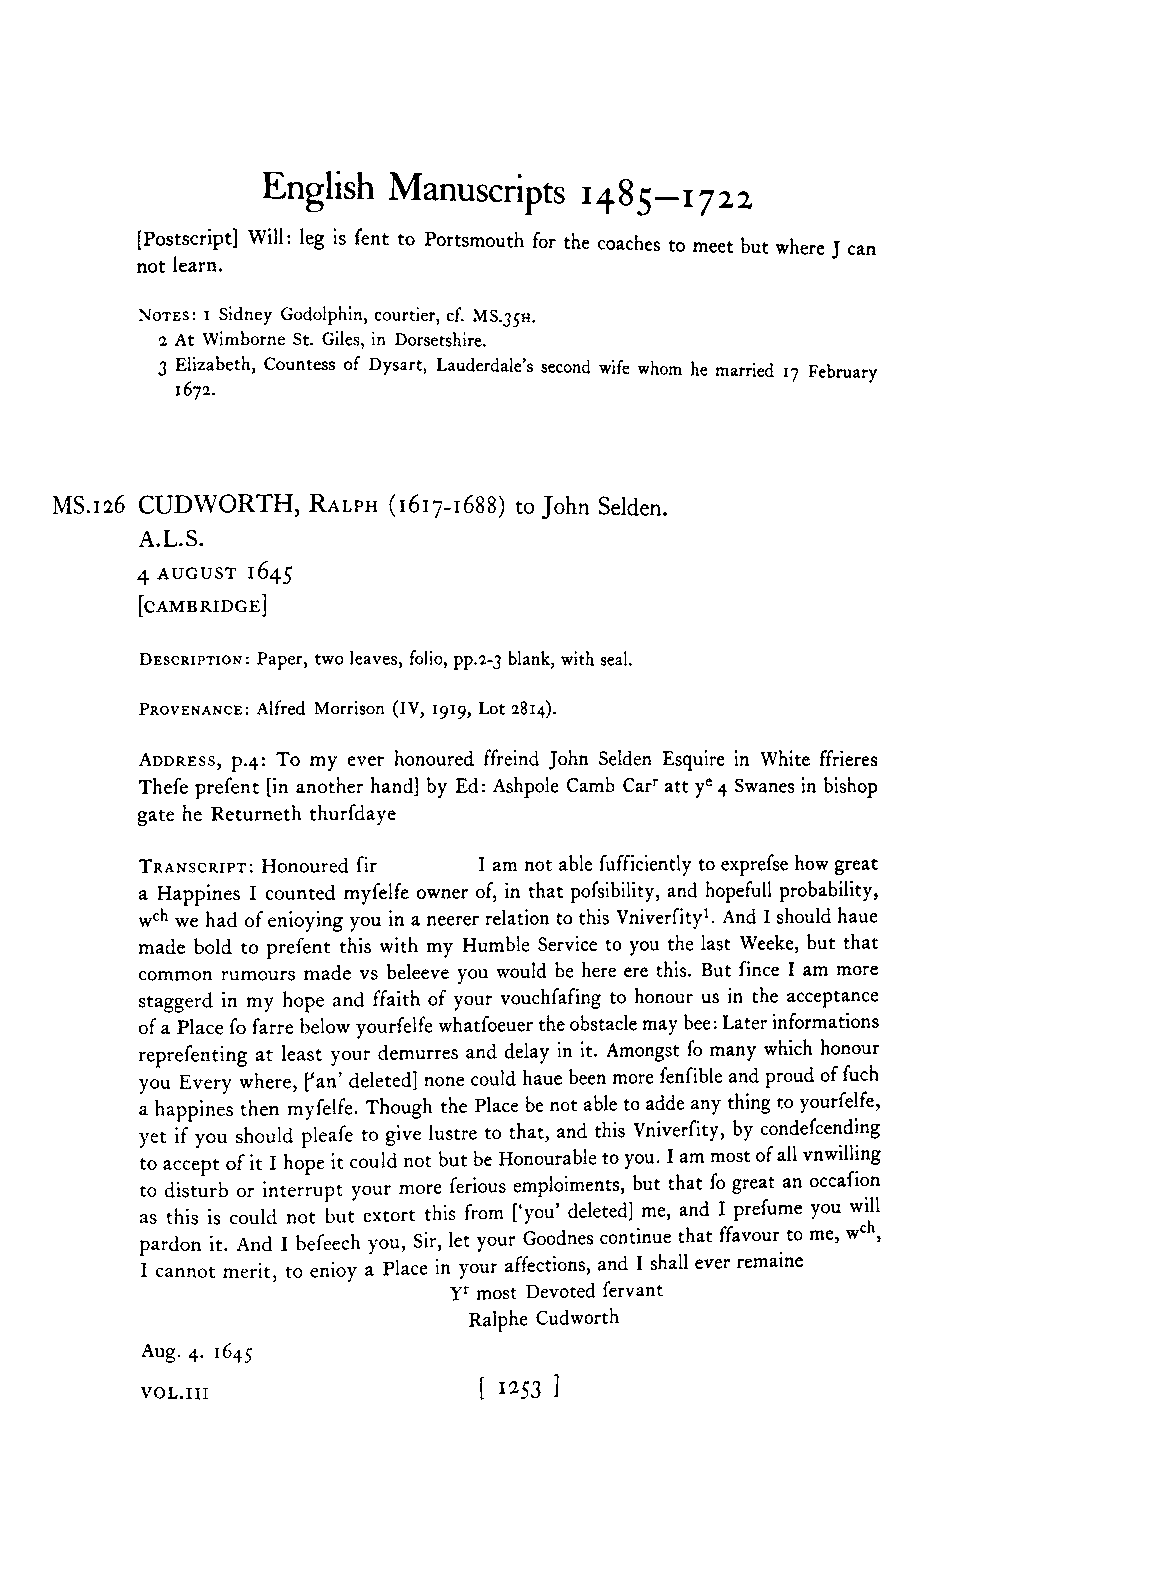 English Manuscripts 1485–1722
[Postscript] Will: leg is ſent to Portsmouth for the coaches to meet but where J can
not learn.
NOTES: 1 Sidney Godolphin, courtier, cf. MS.35H.
2 At Wimborne St. Giles, in Dorsetshire.
3 Elizabeth, Countess of Dysart, Lauderdale's second wife whom he married 17 February
1672.
MS.126 CUDWORTH, RALPH (1617-1688) to John Selden.
A.L.S.
4 AUGUST 1645
[CAMBRIDGE]
DESCRIPTION: Paper, two leaves, folio, pp.2-3 blank, with seal.
PROVENANCE: Alfred Morrison (IV, 1919, Lot 2814).
ADDRESS, p.4: To my ever honoured ffreind John Selden Esquire in White ffrieres
Theſe preſent [in another hand] by Ed: Ashpole Camb Carʳ att yᵉ 4 Swanes in bishop
gate he Returneth thurſdaye
TRANSCRIPT: Honoured ſir I am not able ſufficiently to expreſse how great
a Happines I counted myſelfe owner of, in that poſsibility, and hopefull probability,
wᶜʰ we had of enioying you in a neerer relation to this Vniverſity¹. And I should haue
made bold to preſent this with my Humble Service to you the last Weeke, but that
common rumours made vs beleeve you would be here ere this. But ſince I am more
staggerd in my hope and ffaith of your vouchſafing to honour us in the acceptance
of a Place ſo farre below yourſelfe whatſoeuer the obstacle may bee: Later informations
repreſenting at least your demurres and delay in it. Amongst ſo many which honour
you Every where, ['an' deleted] none could haue been more ſenſible and proud of ſuch
a happines then myſelfe. Though the Place be not able to adde any thing to yourſelfe,
yet if you should pleaſe to give lustre to that, and this Vniverſity, by condeſcending
to accept of it I hope it could not but be Honourable to you. I am most of all vnwilling
to disturb or interrupt your more ſerious emploiments, but that ſo great an occaſion
as this is could not but extort this from ['you' deleted] me, and I preſume you will
pardon it. And I beſeech you, Sir, let your Goodnes continue that ffavour to me, wᶜʰ,
I cannot merit, to enioy a Place in your affections, and I shall ever remaine
Yʳ most Devoted ſervant
Ralphe Cudworth
Aug. 4. 1645
VOL.III [ 1253 ]